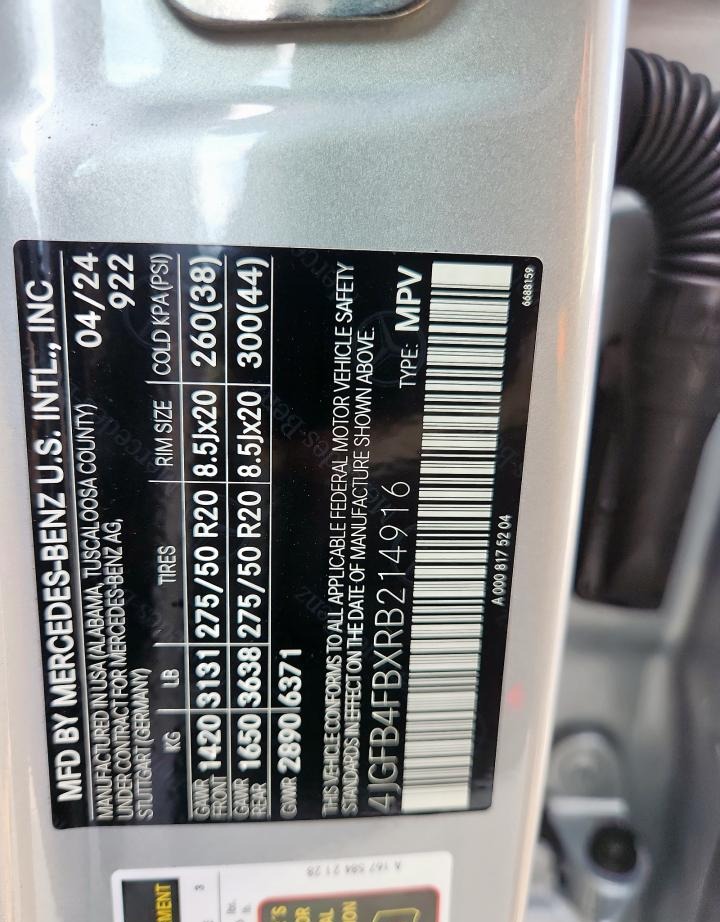 MFD BY MERCEDES-BENZ U.S. INTL., INC
MANUFACTURED IN USA (ALABAMA, TUSCALOOSA COUNTY) 04/24
UNDER CONTRACT FOR MERCEDES-BENZ AG, 922
STUTTGART (GERMANY)
KG LB TIRES RIM SIZE COLD KPA (PSI)
GAWR FRONT 1420 3131 275/50 R20 8.5Jx20 260(38)
GAWR REAR 1650 3638 275/50 R20 8.5Jx20 300(44)
GVWR 2890 6371
THIS VEHICLE CONFORMS TO ALL APPLICABLE FEDERAL MOTOR VEHICLE SAFETY
STANDARDS IN EFFECT ON THE DATE OF MANUFACTURE SHOWN ABOVE.
4JGFB4FBXRB214916 TYPE: MPV
A 000 817 52 04
6688159
A 167 584 21 28
MENT
3